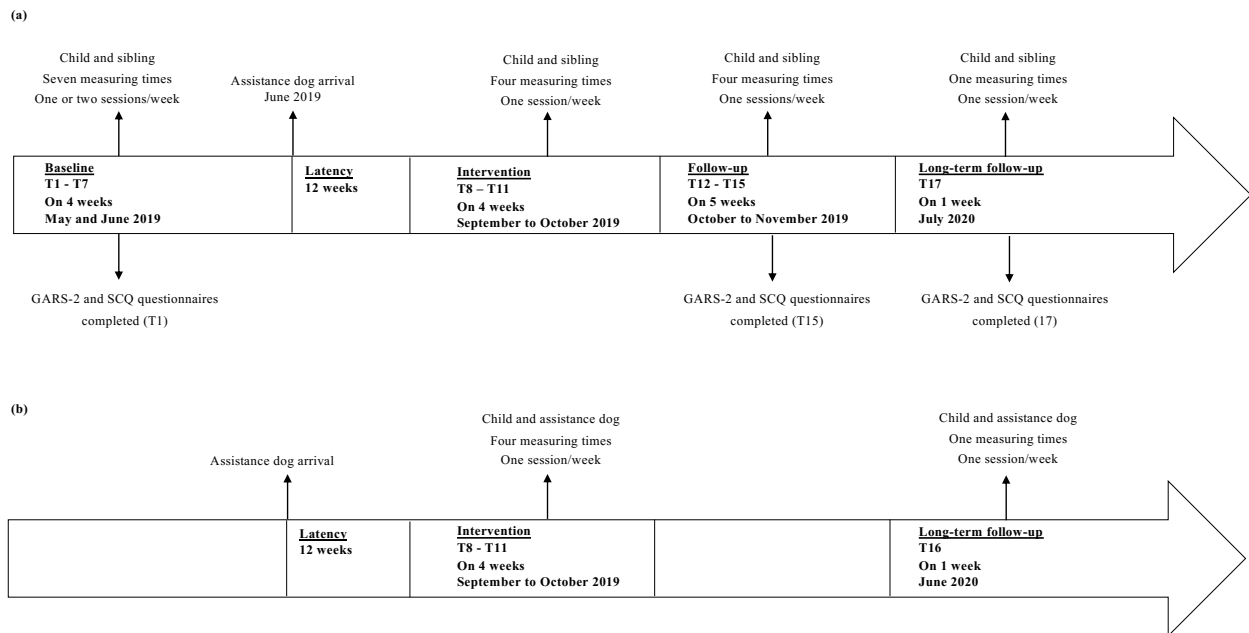 (a)
Child and sibling
Seven measuring times
One or two sessions/week
Assistance dog arrival
June 2019
Child and sibling
Four measuring times
One session/week
Child and sibling
Four measuring times
One sessions/week
Child and sibling
One measuring times
One session/week
Baseline
T1 - T7
On 4 weeks
May and June 2019
Latency
12 weeks
Intervention
T8 – T11
On 4 weeks
September to October 2019
Follow-up
T12 - T15
On 5 weeks
October to November 2019
Long-term follow-up
T17
On 1 week
July 2020
GARS-2 and SCQ questionnaires
completed (T1)
GARS-2 and SCQ questionnaires
completed (T15)
GARS-2 and SCQ questionnaires
completed (17)
(b)
Assistance dog arrival
Child and assistance dog
Four measuring times
One session/week
Child and assistance dog
One measuring times
One session/week
Latency
12 weeks
Intervention
T8 - T11
On 4 weeks
September to October 2019
Long-term follow-up
T16
On 1 week
June 2020